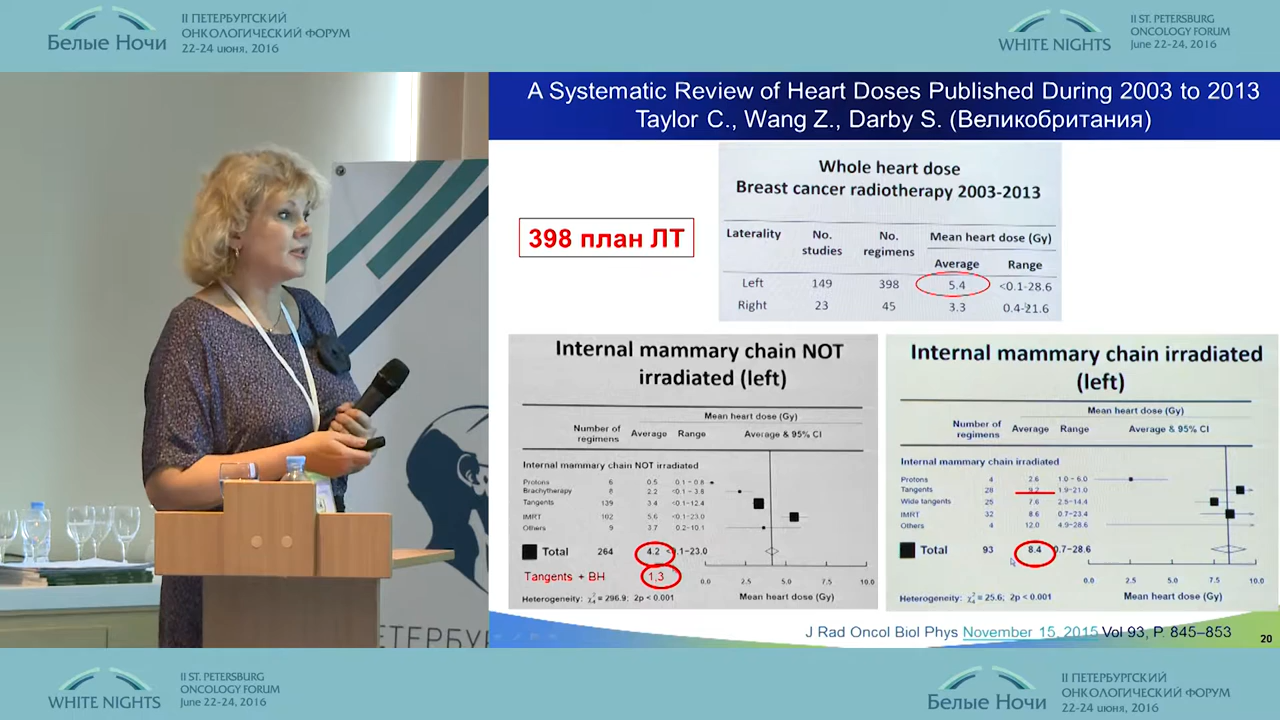 Белые Ночи
II ПЕТЕРБУРГСКИЙ
ОНКОЛОГИЧЕСКИЙ ФОРУМ
22-24 июня, 2016
WHITE NIGHTS
II ST. PETERSBURG
ONCOLOGY FORUM
June 22-24, 2016
A Systematic Review of Heart Doses Published During 2003 to 2013
Taylor C., Wang Z., Darby S. (Великобритания)
398 план ЛТ
Whole heart dose
Breast cancer radiotherapy 2003-2013
Laterality No. studies No. regimens Mean heart dose (Gy)
Average Range
Left 149 398 5.4 <0.1-28.6
Right 23 45 3.3 0.4-21.6
Internal mammary chain NOT
irradiated (left)
Mean heart dose (Gy)
Number of regimens Average Range Average & 95% CI
Internal mammary chain NOT irradiated
Protons 6 0.5 0.1 - 0.8
Brachytherapy 8 2.2 <0.1 - 3.8
Tangents 139 3.4 <0.1-12.4
IMRT 102 5.6 <0.1-23.0
Others 9 3.7 0.2-10.1
Total 264 4.2 <0.1-23.0
Tangents + BH 1,3
0.0 2.5 5.0 7.5 10.0
Heterogeneity: χ²₄ = 296.9; 2p < 0.001 Mean heart dose (Gy)
Internal mammary chain irradiated
(left)
Mean heart dose (Gy)
Number of regimens Average Range Average & 95% CI
Internal mammary chain irradiated
Protons 4 2.6 1.0 - 6.0
Tangents 28 9.2 1.9-21.0
Wide tangents 25 7.6 2.5-14.4
IMRT 32 8.6 0.7-23.4
Others 4 12.0 4.9-28.6
Total 93 8.4 0.7-28.6
0.0 2.5 5.0 7.5 10.0
Mean heart dose (Gy)
Heterogeneity: χ²₄ = 25.6; 2p < 0.001
J Rad Oncol Biol Phys November 15, 2015 Vol 93, P. 845–853
20
ЕТЕРБУР
WHITE NIGHTS
II ST. PETERSBURG
ONCOLOGY FORUM
June 22-24, 2016
Белые Ночи
II ПЕТЕРБУРГСКИЙ
ОНКОЛОГИЧЕСКИЙ ФОРУМ
22-24 июня, 2016